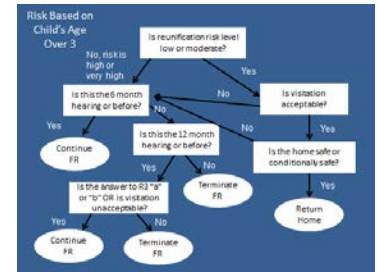 Risk Based on
Child's Age
Over 3
Is reunification risk level
low or moderate?
No, risk is
high or
very high
Yes
Is this the 6 month
hearing or before?
No
Is visitation
acceptable?
Yes
No
Is this the 12 month
hearing or before?
No
Yes
Continue
FR
Is the home safe or
conditionally safe?
Yes
No
Is the answer to R3 "a"
or "b" OR is visitation
unacceptable?
Terminate
FR
Yes
Yes
No
Return
Home
Continue
FR
Terminate
FR